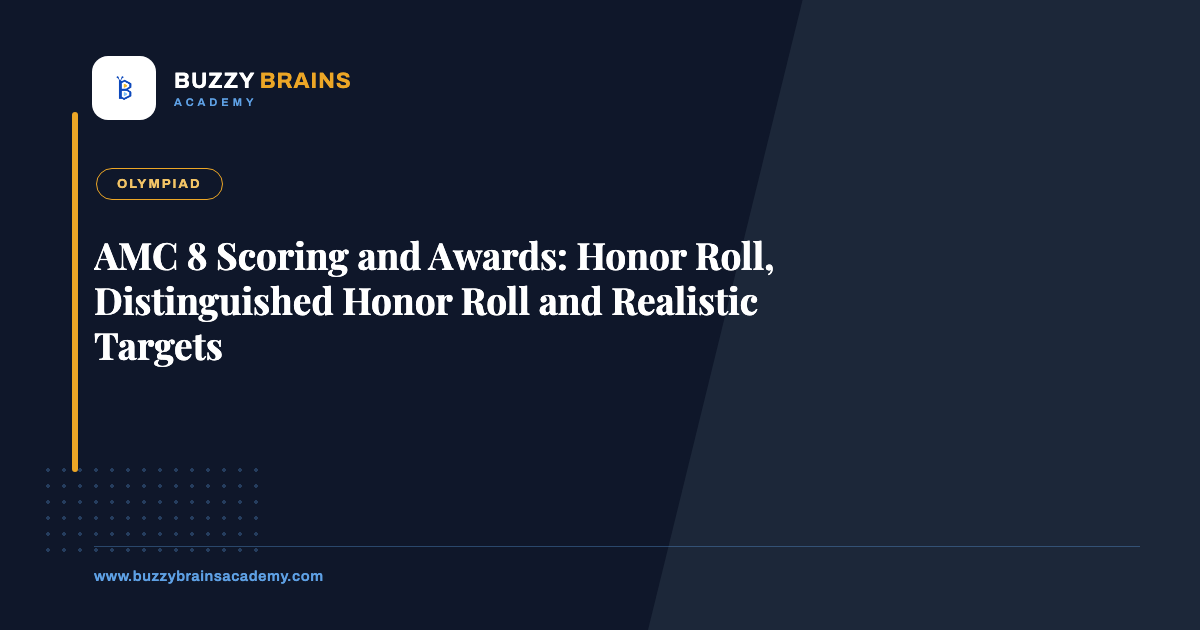 BUZZY BRAINS
ACADEMY
OLYMPIAD
AMC 8 Scoring and Awards: Honor Roll,
Distinguished Honor Roll and Realistic
Targets
www.buzzybrainsacademy.com